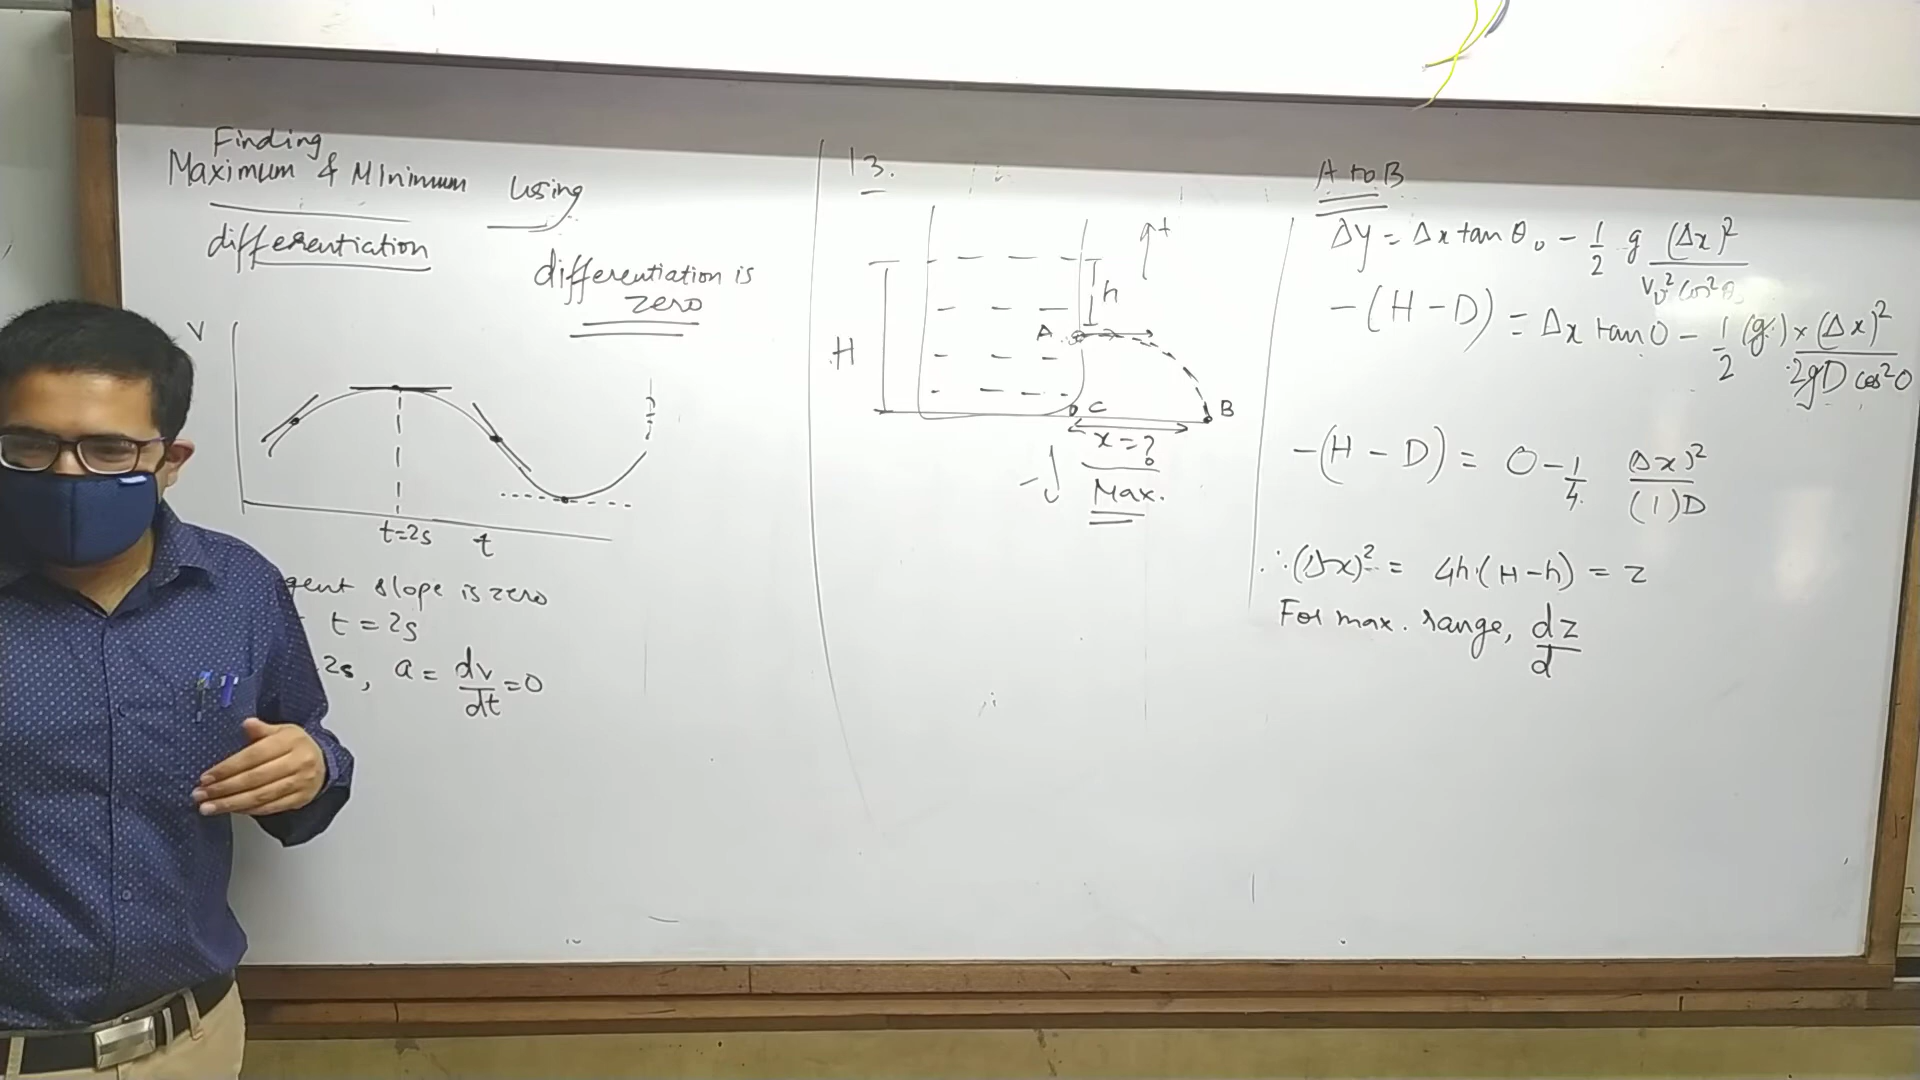 Finding
Maximum & Minimum using
differentiation
differentiation is
zero
V
t=2s t
gent slope is zero
t = 2s
2s, a = dv/dt = 0
13.
h
A
H
C
B
x = ?
Max.
A to B
Δy = Δx tan θ₀ - 1/2 g (Δx)²/v₀² cos²θ
-(H - D) = Δx tan 0 - 1/2 (g) × (Δx)²/2gD cos²0
-(H - D) = 0 - 1/4 (Δx)²/(1)D
∴ (Δx)² = 4h·(H-h) = z
For max. range, dz/d